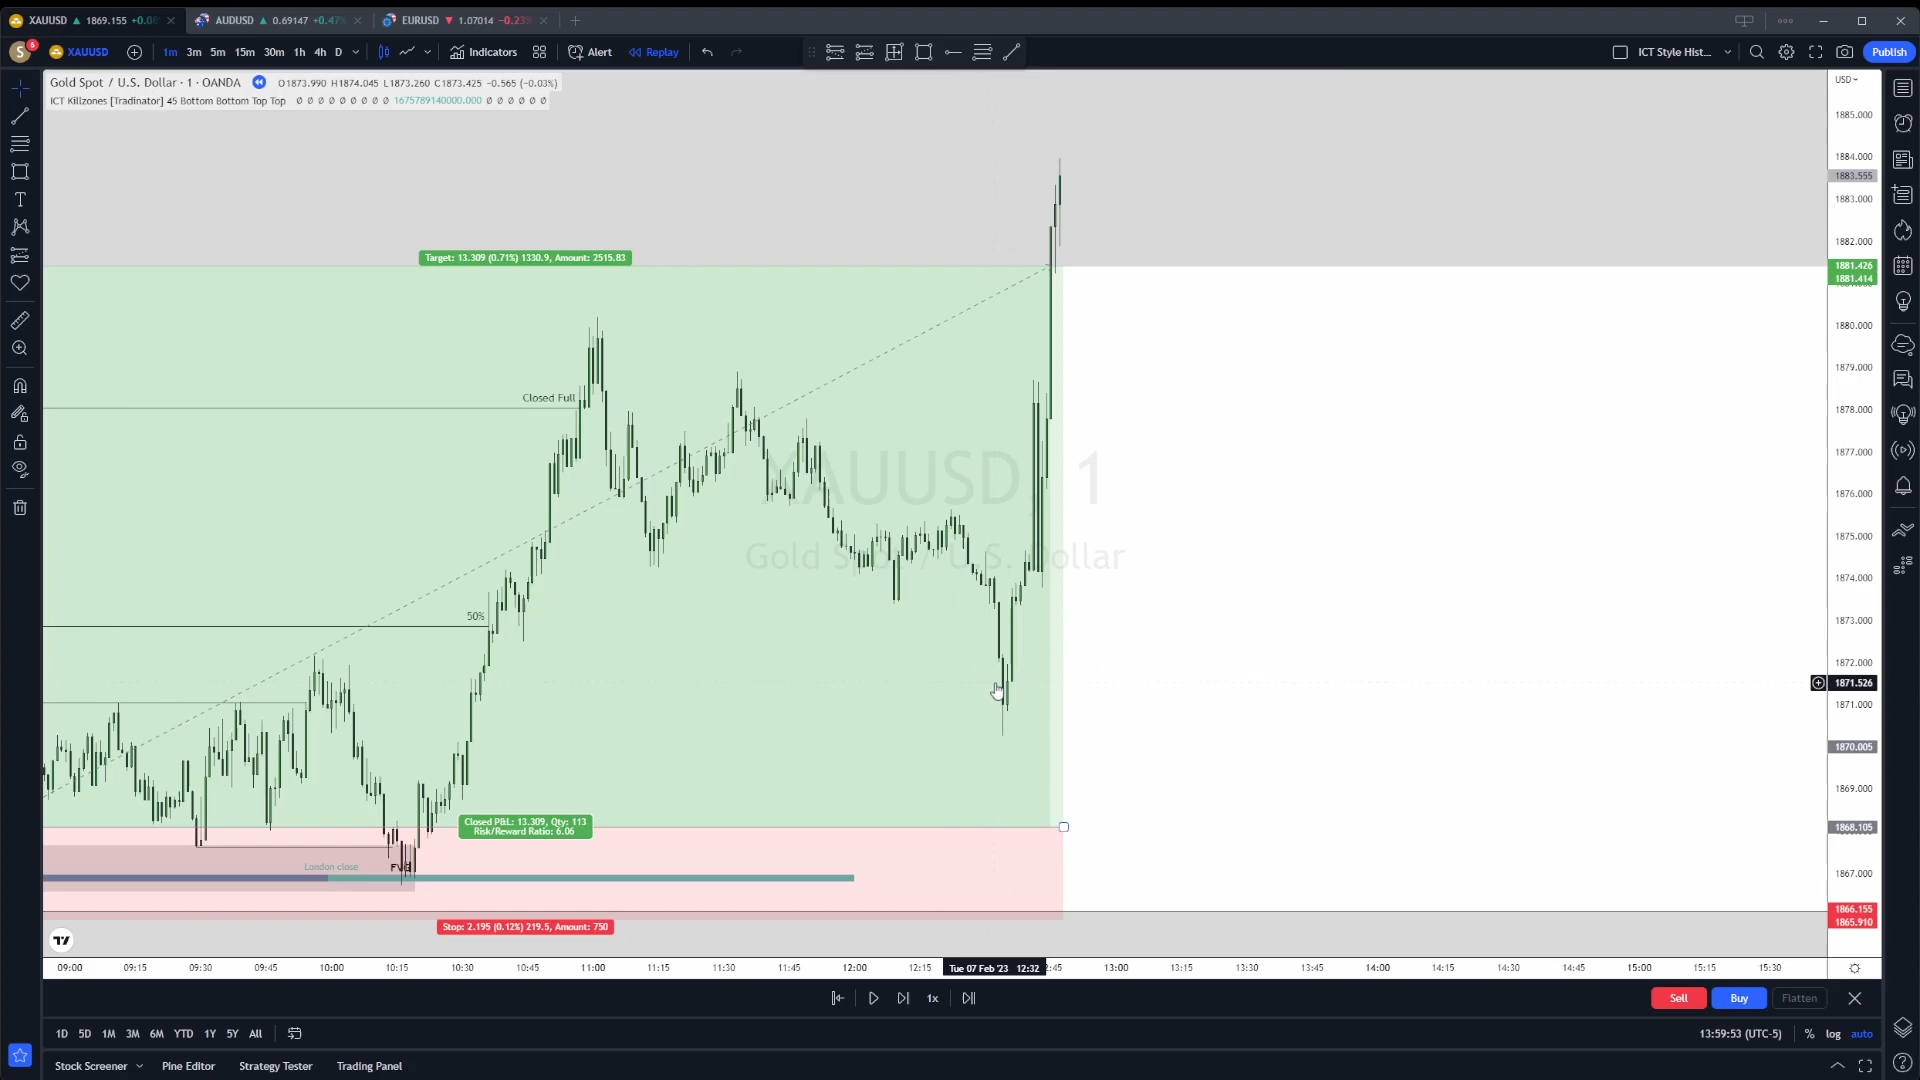 XAUUSD ▲ 1869.155 +0.08
AUDUSD ▲ 0.69147 +0.47%
EURUSD ▼ 1.07014 −0.23%
S 6 XAUUSD 1m 3m 5m 15m 30m 1h 4h D Indicators Alert Replay ICT Style Hist... Publish
Gold Spot / U.S. Dollar · 1 · OANDA O1873.990 H1874.045 L1873.260 C1873.425 −0.565 (−0.03%)
ICT Killzones [Tradinator] 45 Bottom Bottom Top Top Ø Ø Ø Ø Ø Ø Ø Ø Ø 1675789140000.000 Ø Ø Ø Ø Ø Ø
USD
1885.000
1884.000
1883.555
1883.000
1882.000
Target: 13.309 (0.71%) 1330.9, Amount: 2515.83
1881.426
1881.414
1880.000
1879.000
Closed Full
1878.000
1877.000
XAUUSD, 1
1876.000
1875.000
Gold Spot / U.S. Dollar
1874.000
50%
1873.000
1872.000
1871.526
1871.000
1870.005
1869.000
Closed P&L: 13.309, Qty: 113
Risk/Reward Ratio: 6.06
1868.105
London close
FVG
1867.000
1866.155
1865.910
Stop: 2.195 (0.12%) 219.5, Amount: 750
09:00 09:15 09:30 09:45 10:00 10:15 10:30 10:45 11:00 11:15 11:30 11:45 12:00 12:15 Tue 07 Feb '23 12:32 2:45 13:00 13:15 13:30 13:45 14:00 14:15 14:30 14:45 15:00 15:15 15:30
1x
Sell Buy Flatten
1D 5D 1M 3M 6M YTD 1Y 5Y All
13:59:53 (UTC-5) % log auto
Stock Screener Pine Editor Strategy Tester Trading Panel